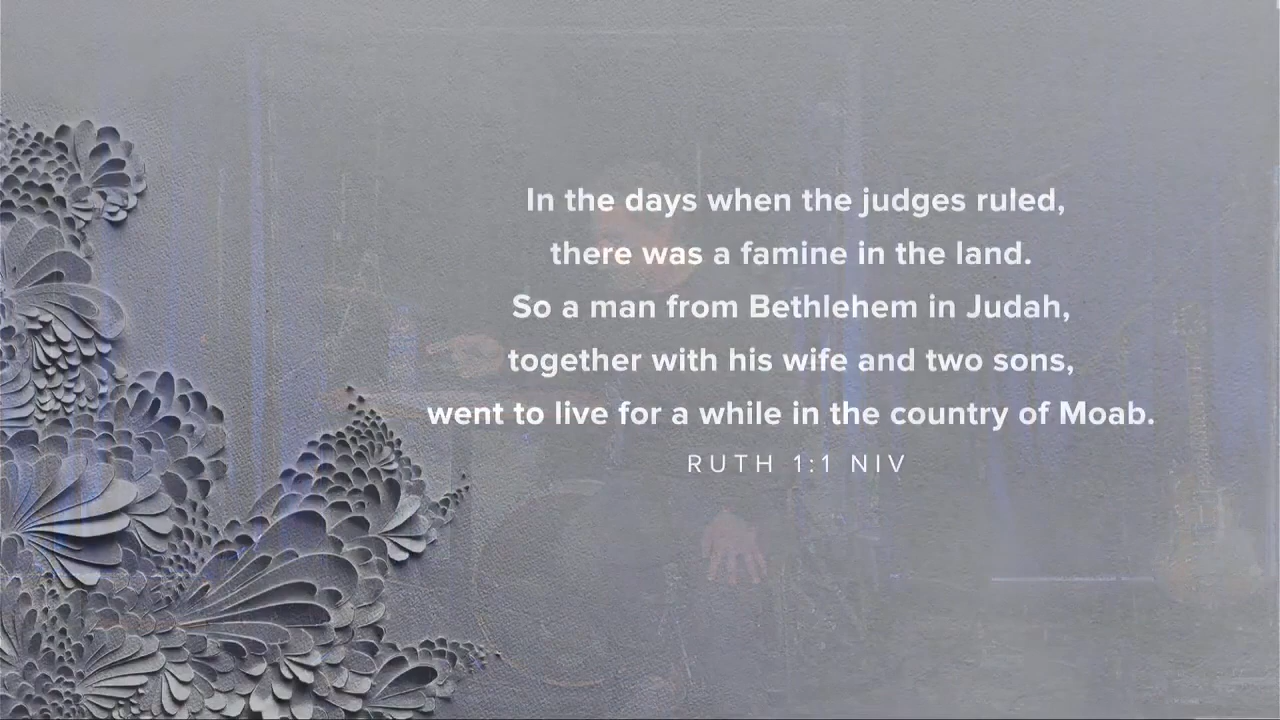 In the days when the judges ruled,
there was a famine in the land.
So a man from Bethlehem in Judah,
together with his wife and two sons,
went to live for a while in the country of Moab.
RUTH 1:1 NIV